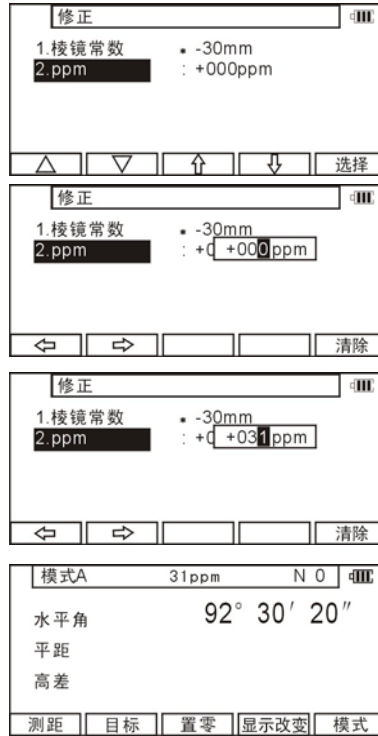 修正
1.棱镜常数 • -30mm
2.ppm : +000ppm
选择
修正
1.棱镜常数 • -30mm
2.ppm : +0 +000ppm
清除
修正
1.棱镜常数 • -30mm
2.ppm : +0 +031ppm
清除
模式A 31ppm N 0
水平角 92° 30′ 20″
平距
高差
测距 目标 置零 显示改变 模式